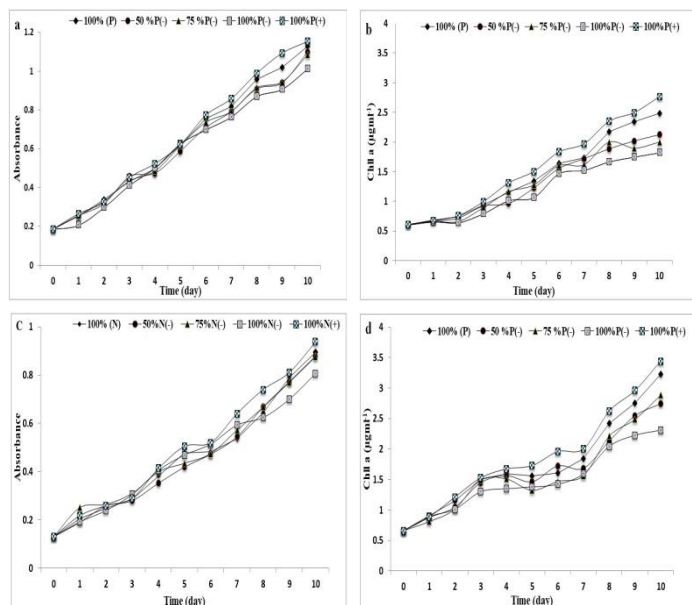 a
100% (P) 50 %P(-) 75 %P(-) 100%P(-) 100%P(+)
1.2
1
0.8
0.6
0.4
0.2
0
Absorbance
0 1 2 3 4 5 6 7 8 9 10
Time (day)
b
100% (P) 50 %P(-) 75 %P(-) 100%P(-) 100%P(+)
4
3.5
3
2.5
2
1.5
1
0.5
0
Chll a (µgml-1)
0 1 2 3 4 5 6 7 8 9 10
Time (day)
c
100% (N) 50%N(-) 75%N(-) 100%N(-) 100%N(+)
1
0.8
0.6
0.4
0.2
0
Absorbance
0 1 2 3 4 5 6 7 8 9 10
Time (day)
d
100% (P) 50 %P(-) 75 %P(-) 100%P(-) 100%P(+)
4
3.5
3
2.5
2
1.5
1
0.5
0
Chll a (µgml-1)
0 1 2 3 4 5 6 7 8 9 10
Time (day)